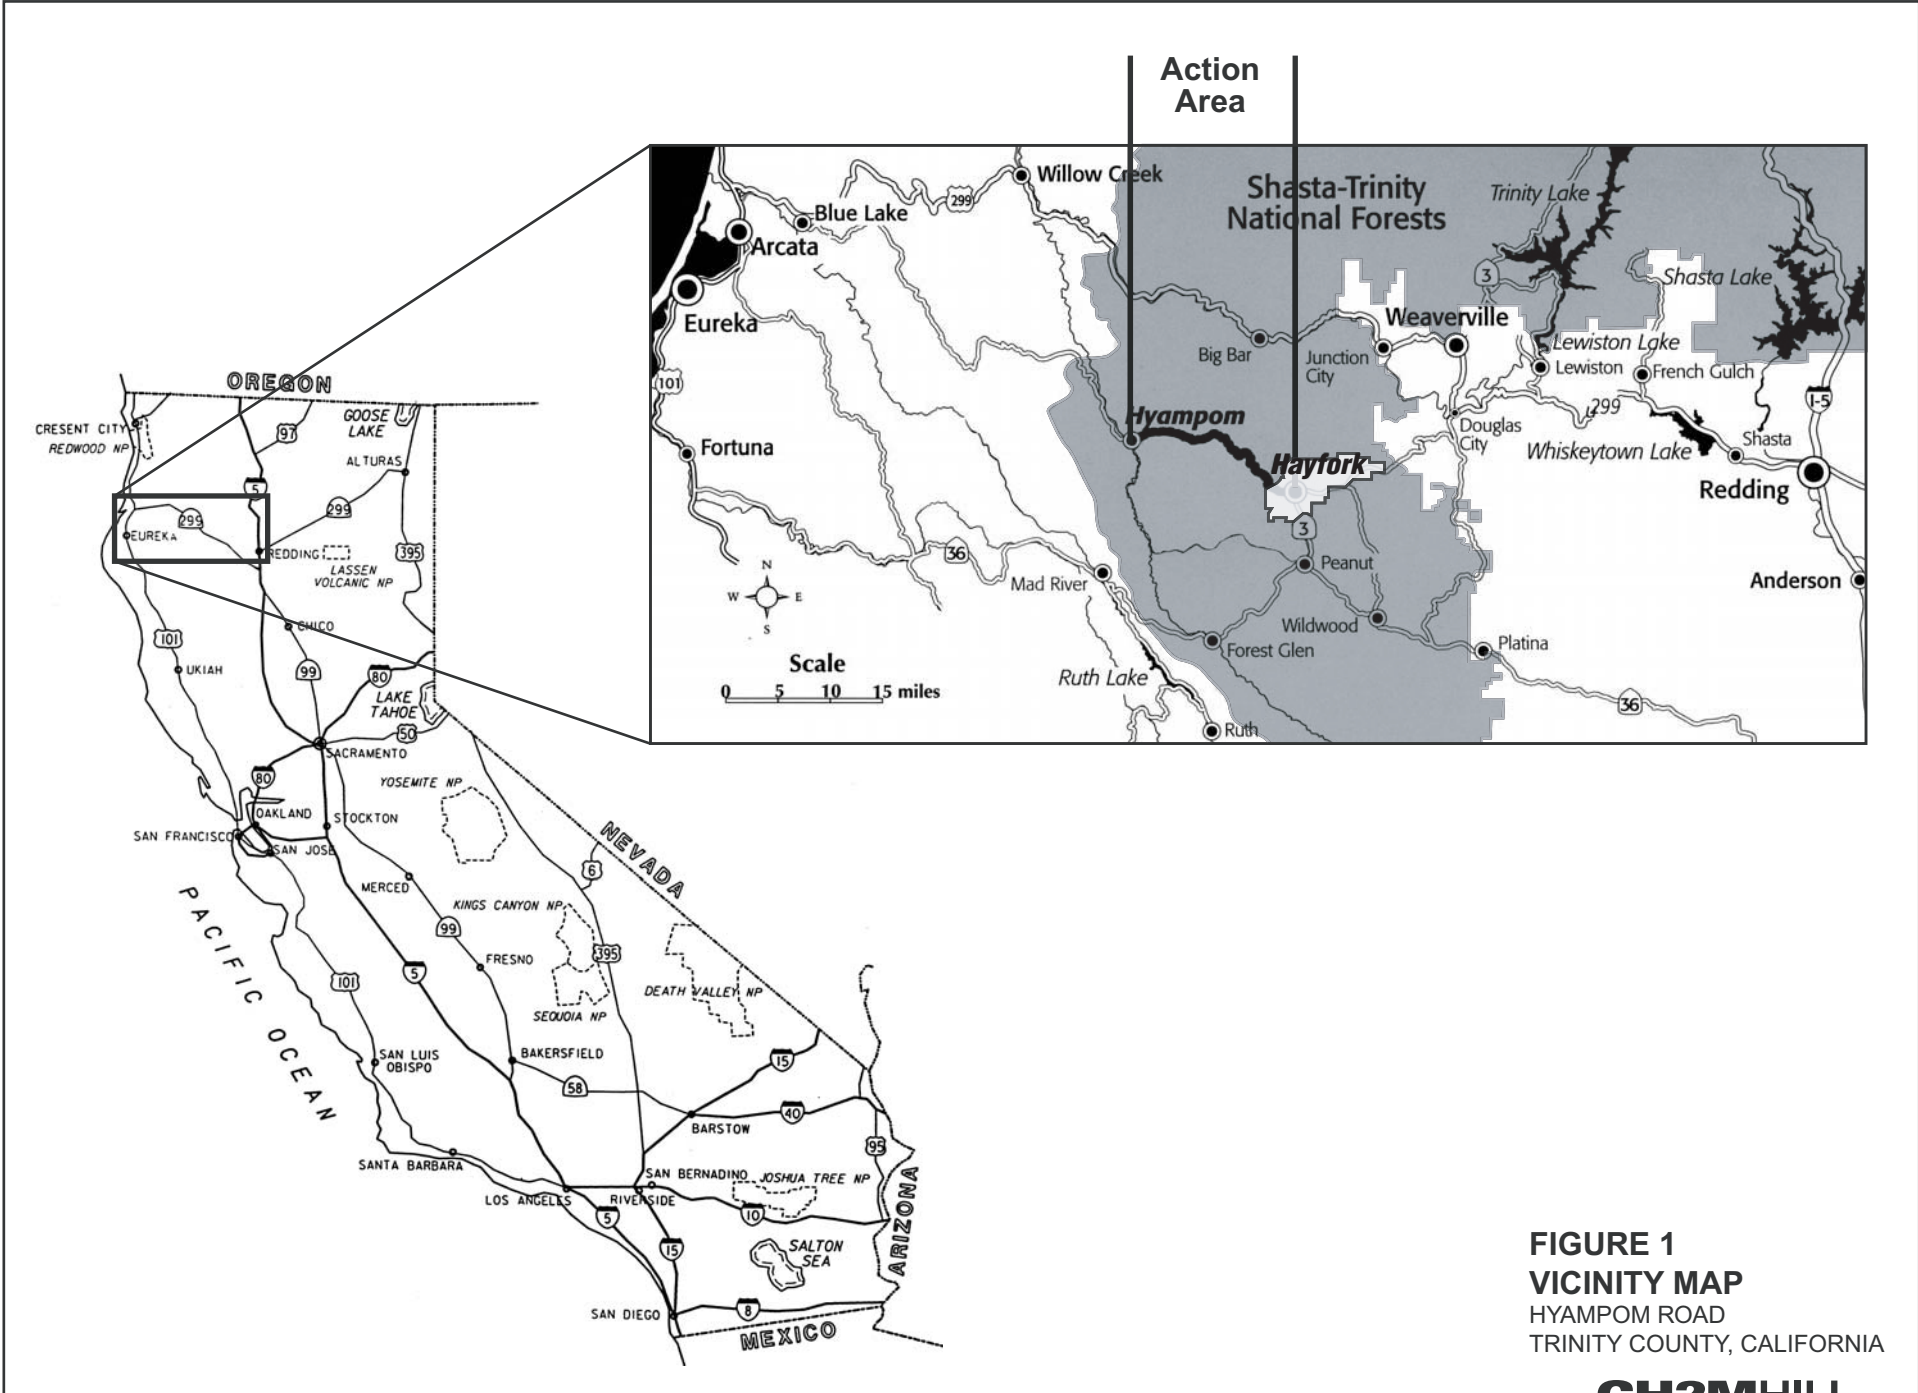 Action
Area
Willow Creek
299
Blue Lake
Arcata
Eureka
101
Fortuna
Shasta-Trinity
National Forests
Trinity Lake
3
Shasta Lake
Weaverville
Big Bar
Junction
City
Lewiston Lake
Lewiston
French Gulch
I-5
299
Hyampom
Douglas
City
Whiskeytown Lake
Shasta
Hayfork
Redding
3
36
Peanut
Mad River
Anderson
N
W
E
S
Wildwood
Forest Glen
Platina
Scale
0 5 10 15 miles
Ruth Lake
36
Ruth
OREGON
GOOSE
LAKE
CRESENT CITY
REDWOOD NP
97
ALTURAS
5
299
299
EUREKA
REDDING
395
LASSEN
VOLCANIC NP
CHICO
101
UKIAH
99
80
LAKE
TAHOE
50
SACRAMENTO
80
YOSEMITE NP
OAKLAND
STOCKTON
SAN FRANCISCO
SAN JOSE
NEVADA
6
MERCED
KINGS CANYON NP
PACIFIC OCEAN
99
395
FRESNO
5
101
DEATH VALLEY NP
SEQUOIA NP
SAN LUIS
OBISPO
BAKERSFIELD
15
58
40
BARSTOW
95
SANTA BARBARA
SAN BERNADINO
JOSHUA TREE NP
LOS ANGELES
RIVERSIDE
5
10
ARIZONA
15
SALTON
SEA
SAN DIEGO
8
MEXICO
FIGURE 1
VICINITY MAP
HYAMPOM ROAD
TRINITY COUNTY, CALIFORNIA
CH2MHILL